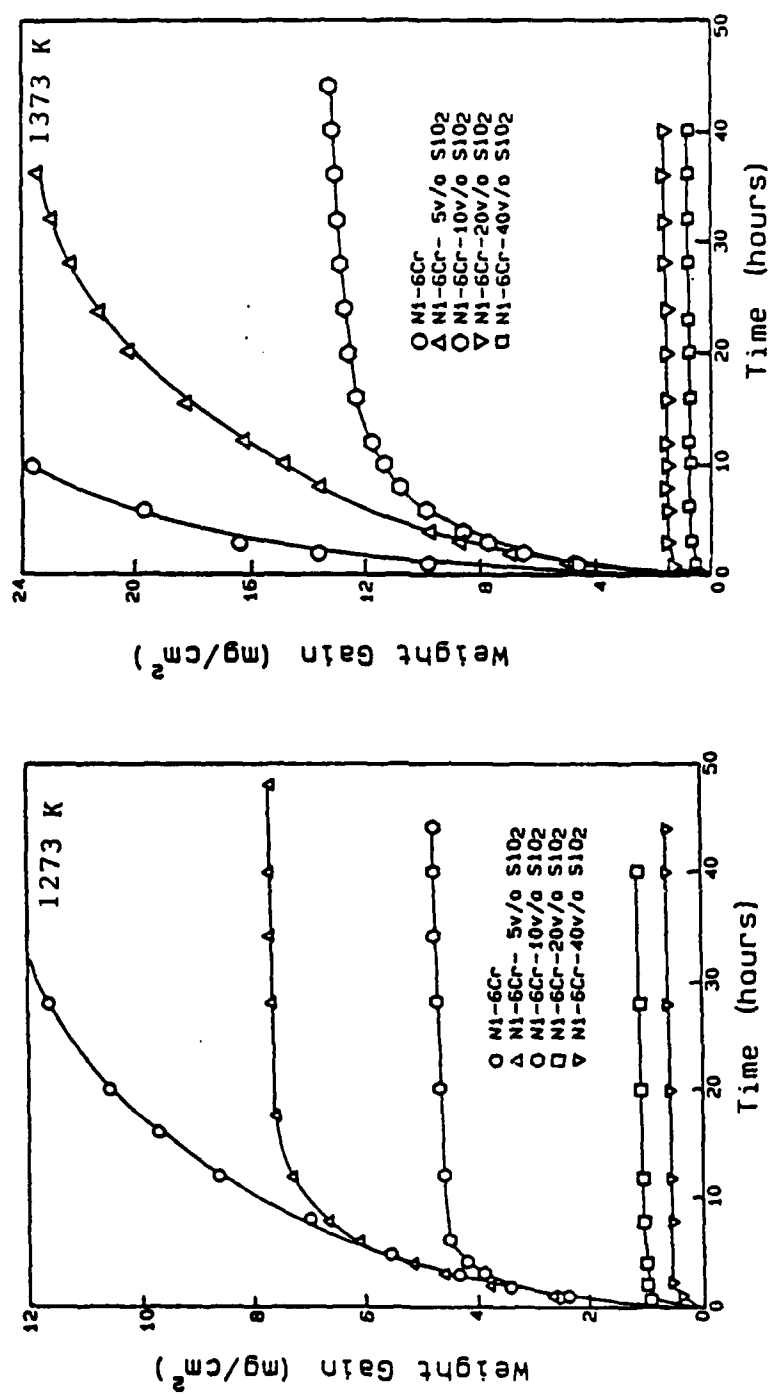 Weight Gain (mg/cm²)
12
10
8
6
4
2
0
1273 K
Ni-6Cr
Ni-6Cr- 5v/o SiO₂
Ni-6Cr-10v/o SiO₂
Ni-6Cr-20v/o SiO₂
Ni-6Cr-40v/o SiO₂
0 10 20 30 40 50
Time (hours)
Weight Gain (mg/cm²)
24
20
16
12
8
4
0
1373 K
Ni-6Cr
Ni-6Cr- 5v/o SiO₂
Ni-6Cr-10v/o SiO₂
Ni-6Cr-20v/o SiO₂
Ni-6Cr-40v/o SiO₂
0 10 20 30 40 50
Time (hours)